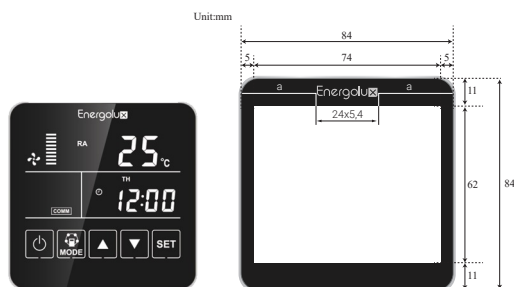 Unit:mm
84
5 74 5
a Energolux a
11
24x5,4
62
84
11
Energolux
RA 25 °C
TH
12:00
COMM
MODE
SET